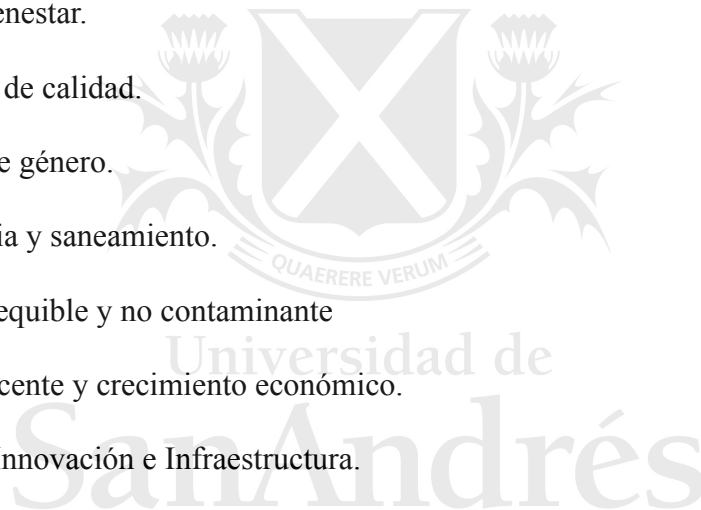 enestar.
de calidad.
e género.
ia y saneamiento.
equible y no contaminante
cente y crecimiento económico.
Innovación e Infraestructura.
QUAERERE VERUM
Universidad de
SanAndrés